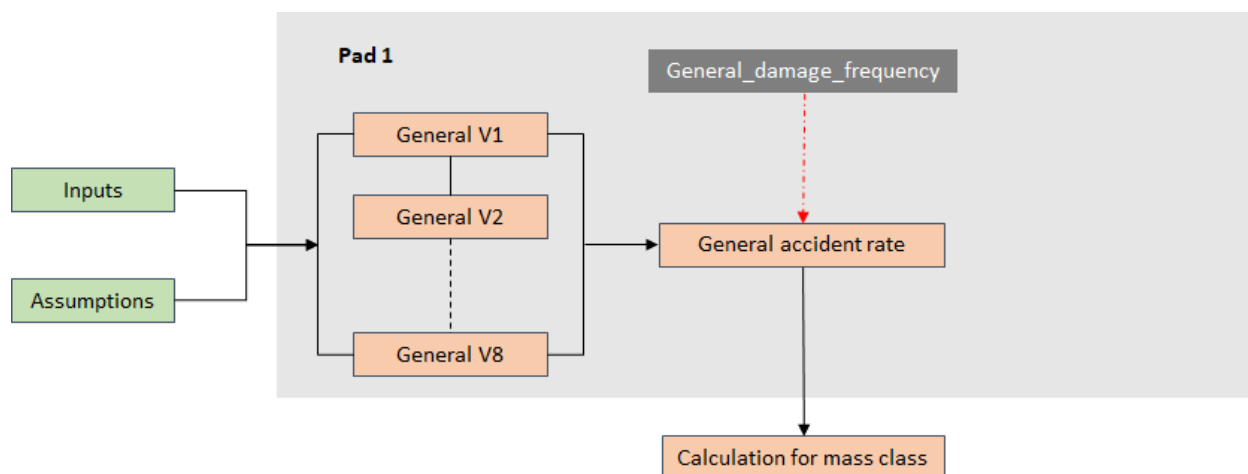 Pad 1
General_damage_frequency
General V1
Inputs
General V2
General accident rate
Assumptions
General V8
Calculation for mass class